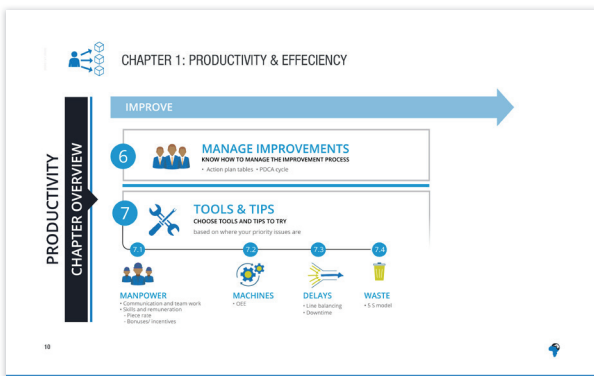 CHAPTER 1: PRODUCTIVITY & EFFECIENCY
PRODUCTIVITY
CHAPTER OVERVIEW
IMPROVE
6
MANAGE IMPROVEMENTS
KNOW HOW TO MANAGE THE IMPROVEMENT PROCESS
• Action plan tables • PDCA cycle
7
TOOLS & TIPS
CHOOSE TOOLS AND TIPS TO TRY
based on where your priority issues are
7.1
7.2
7.3
7.4
MANPOWER
• Communication and team work
• Skills and remuneration
- Piece rate
- Bonuses/ incentives
MACHINES
• OEE
DELAYS
• Line balancing
• Downtime
WASTE
• 5 S model
10